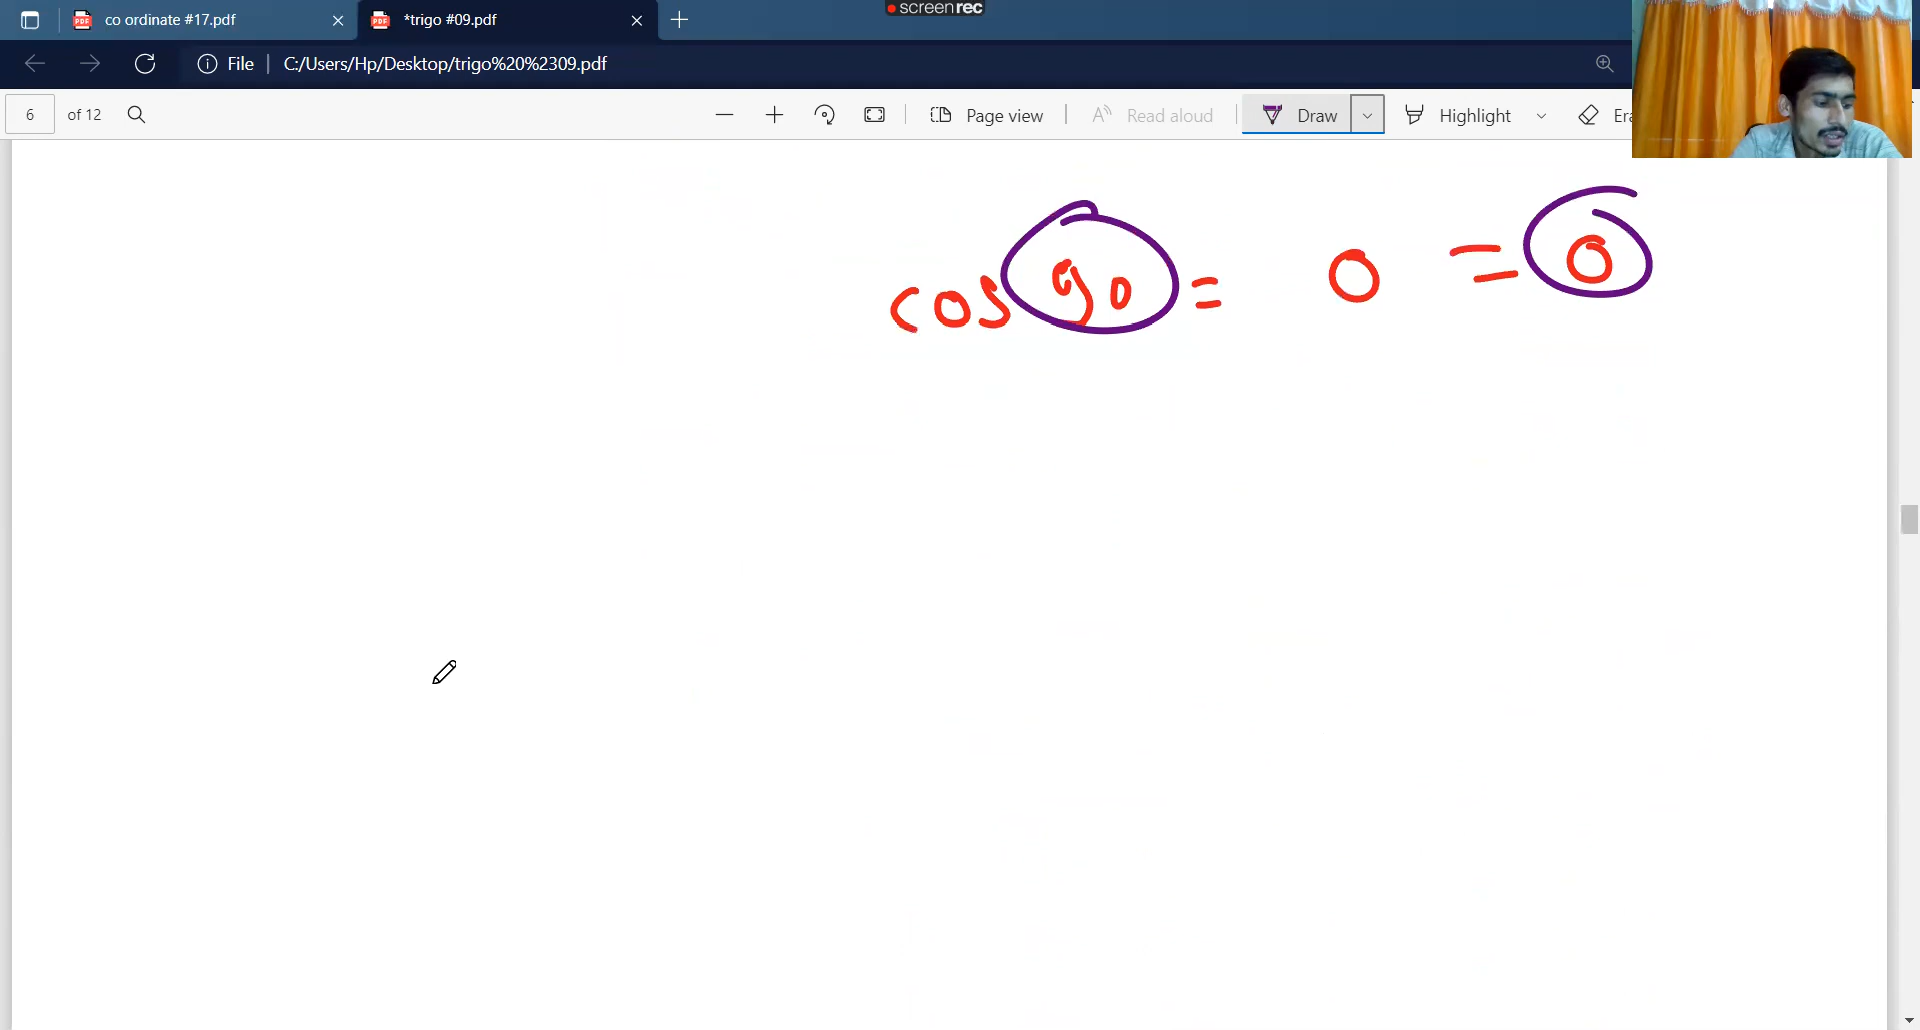 co ordinate #17.pdf
*trigo #09.pdf
screenrec
File
C:/Users/Hp/Desktop/trigo%20%2309.pdf
6 of 12
Page view
Read aloud
Draw
Highlight
Era
cos 90 = 0 = 0